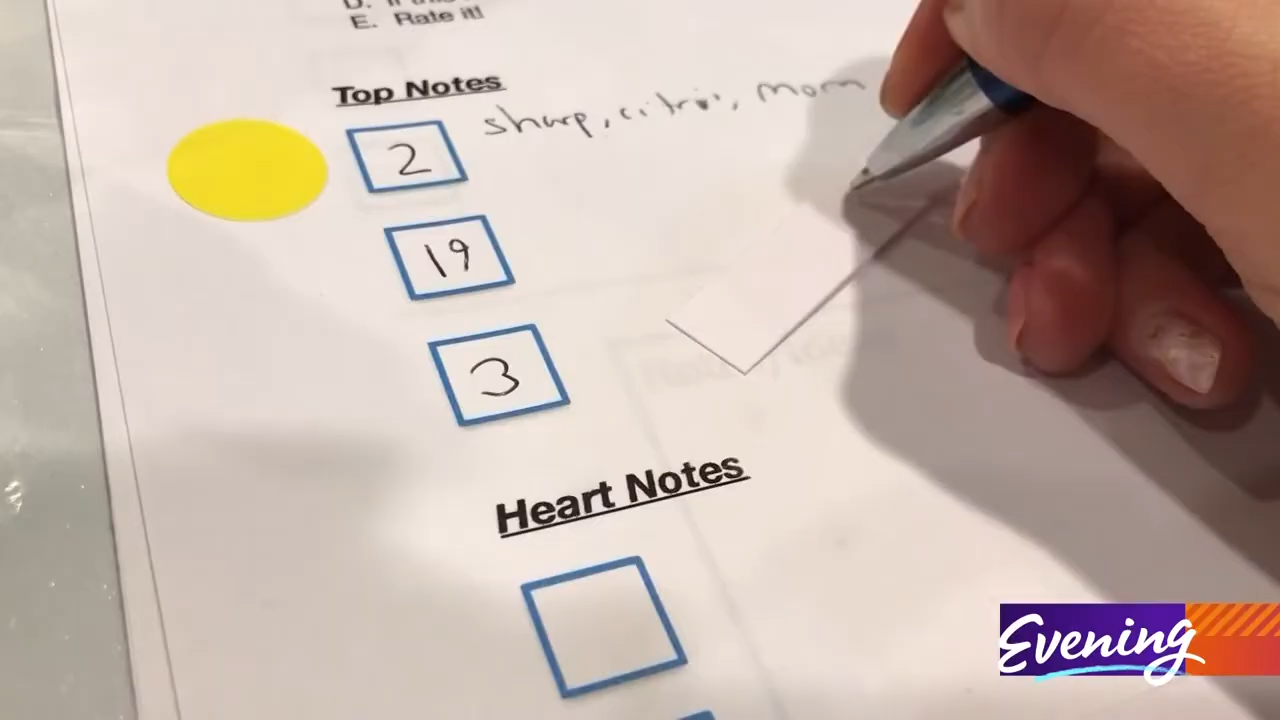 E. Rate it!
Top Notes
sharp, citrus, mom
2
19
3
Heart Notes
Evening